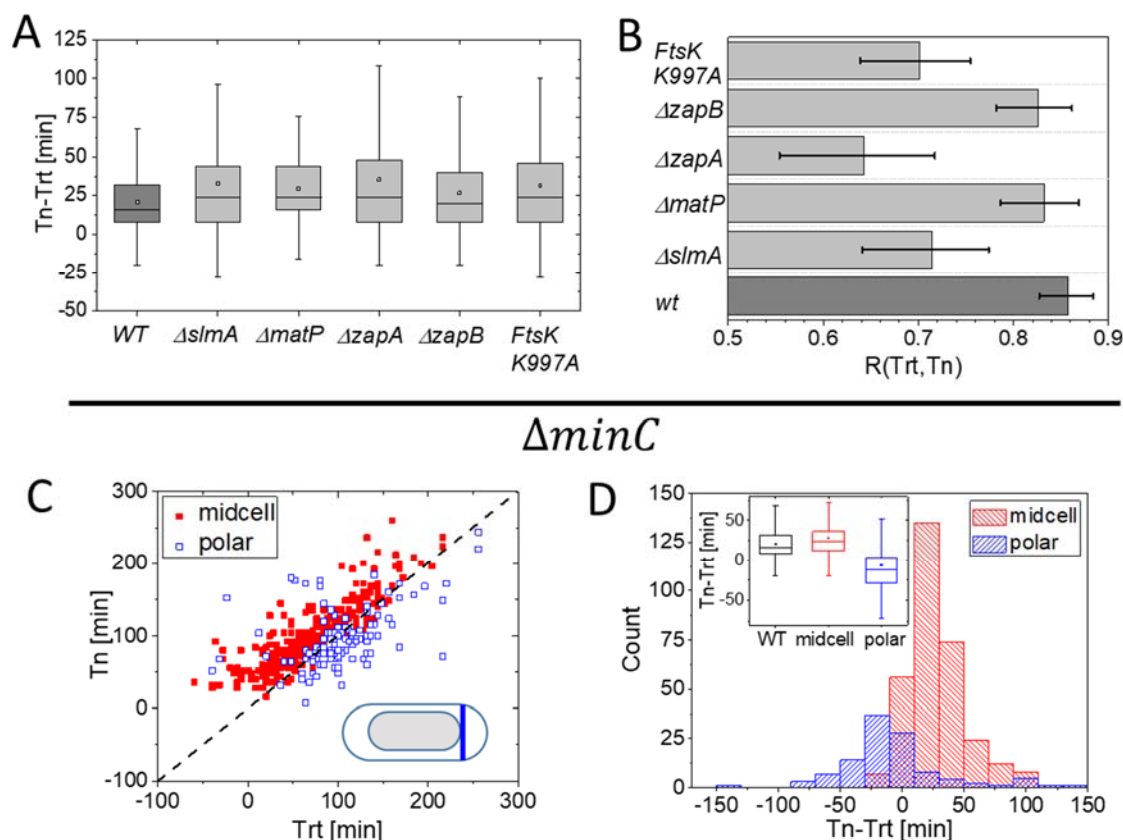 A
125
100
75
50
25
0
-25
-50
Tn-Trt [min]
WT ΔslmA ΔmatP ΔzapA ΔzapB FtsK
K997A
B
FtsK
K997A
ΔzapB
ΔzapA
ΔmatP
ΔslmA
wt
0.5 0.6 0.7 0.8 0.9
R(Trt,Tn)
ΔminC
C
300
200
100
0
-100
Tn [min]
midcell
polar
-100 0 100 200 300
Trt [min]
D
150
125
100
75
50
25
0
Count
midcell
polar
50
0
-50
Tn-Trt [min]
WT midcell polar
-150 -100 -50 0 50 100 150
Tn-Trt [min]